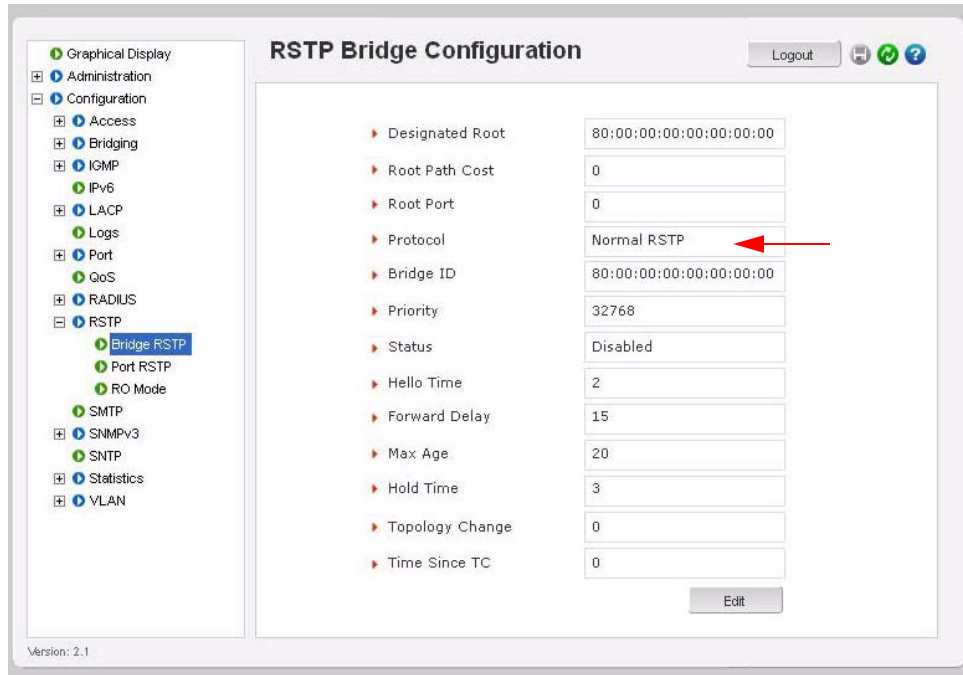 RSTP Bridge Configuration
Logout
Graphical Display
Administration
Configuration
Access
Bridging
IGMP
IPv6
LACP
Logs
Port
QoS
RADIUS
RSTP
Bridge RSTP
Port RSTP
RO Mode
SMTP
SNMPv3
SNTP
Statistics
VLAN
Designated Root 80:00:00:00:00:00:00:00
Root Path Cost 0
Root Port 0
Protocol Normal RSTP
Bridge ID 80:00:00:00:00:00:00:00
Priority 32768
Status Disabled
Hello Time 2
Forward Delay 15
Max Age 20
Hold Time 3
Topology Change 0
Time Since TC 0
Edit
Version: 2.1